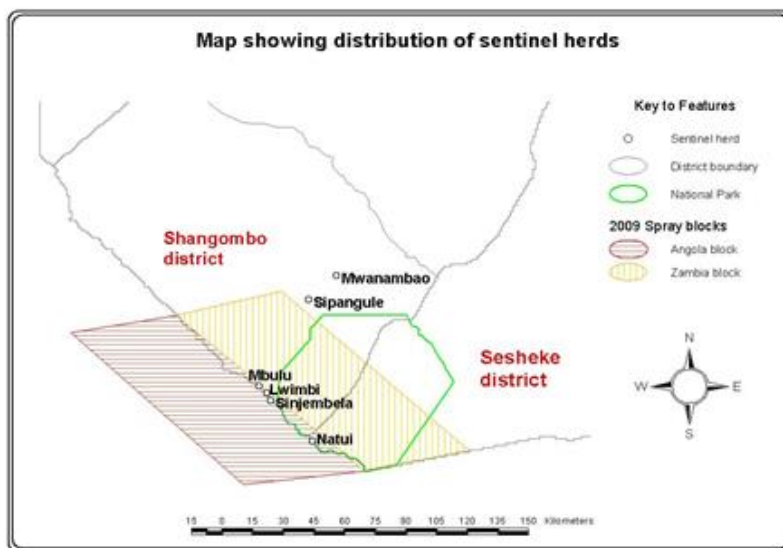 Map showing distribution of sentinel herds
Key to Features
Sentinel herd
District boundary
National Park
2009 Spray blocks
Angola block
Zambia block
Shangombo
district
Mwanambao
Sipangule
Sesheke
district
Mbulu
Lwimbi
Sinjembela
Natui
N
W
E
S
15 0 15 30 45 60 75 90 105 120 135 150 Kilometers